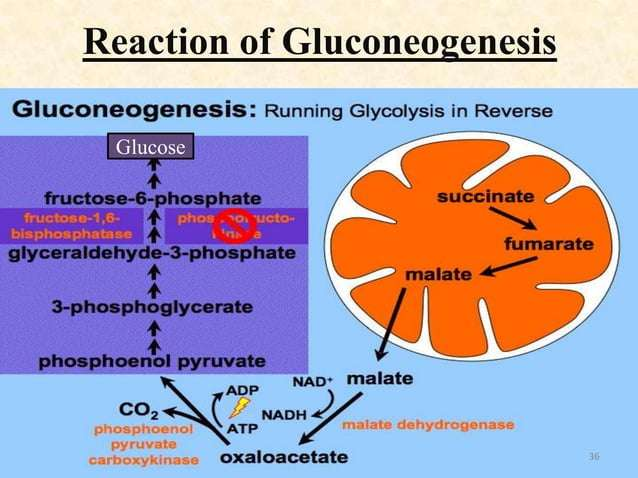 Reaction of Gluconeogenesis
Gluconeogenesis: Running Glycolysis in Reverse
Glucose
fructose-6-phosphate
fructose-1,6-
bisphosphatase
glyceraldehyde-3-phosphate
3-phosphoglycerate
phosphoenol pyruvate
succinate
fumarate
malate
malate
NAD+
NADH
malate dehydrogenase
ADP
ATP
CO2
phosphoenol
pyruvate
carboxykinase
oxaloacetate
36